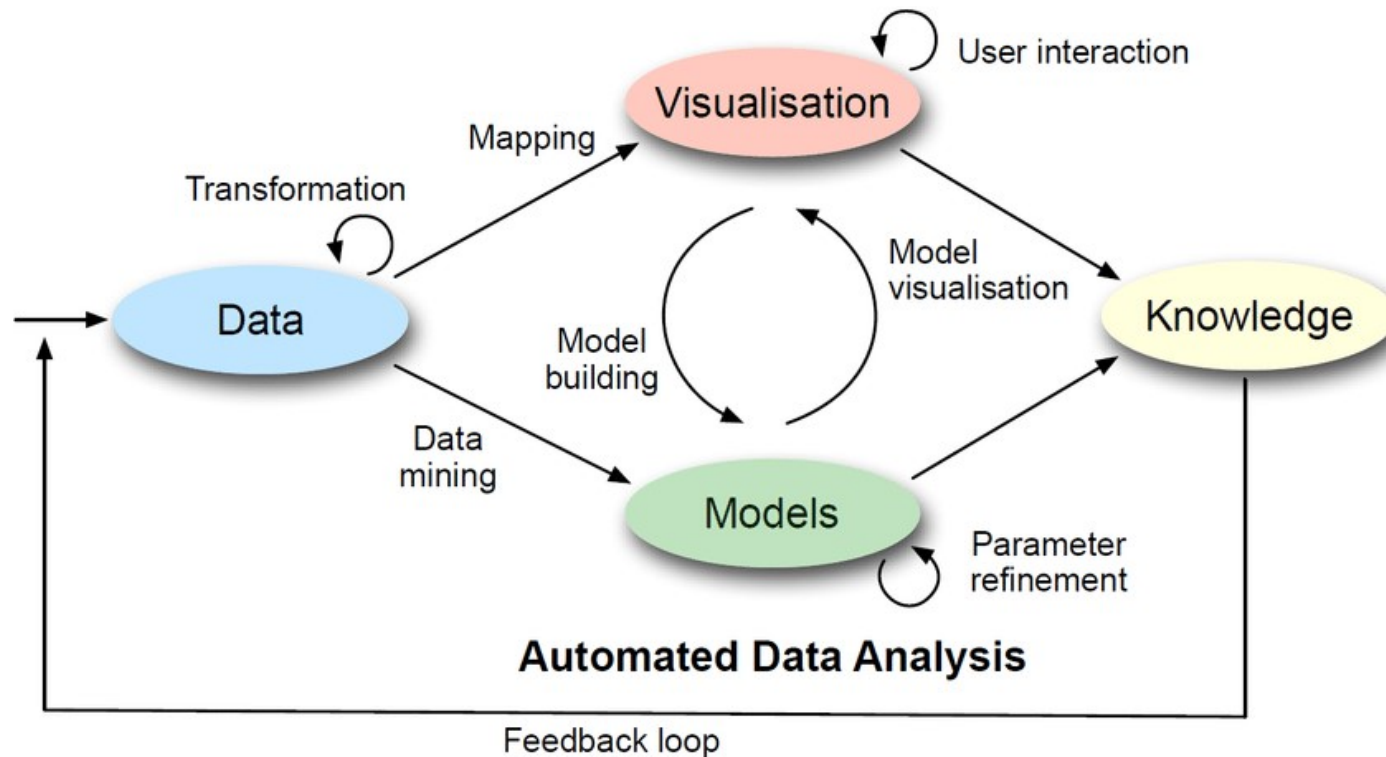 User interaction
Visualisation
Mapping
Transformation
Model
visualisation
Data
Knowledge
Model
building
Data
mining
Models
Parameter
refinement
Automated Data Analysis
Feedback loop